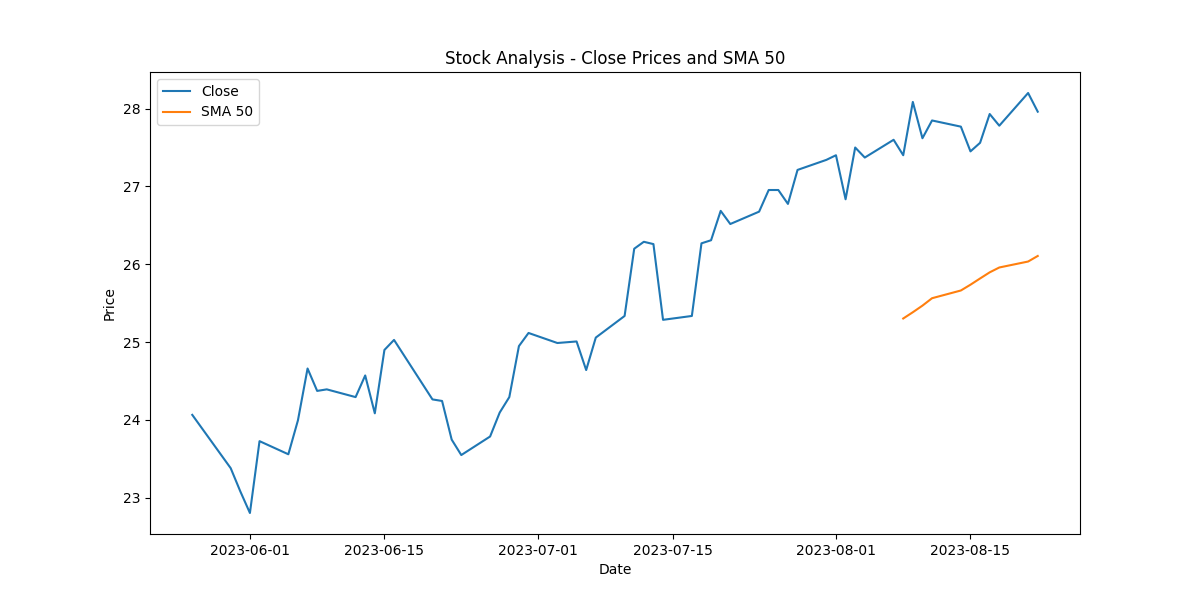 Stock Analysis - Close Prices and SMA 50
Close
SMA 50
28
27
26
25
24
23
Price
2023-06-01
2023-06-15
2023-07-01
2023-07-15
2023-08-01
2023-08-15
Date